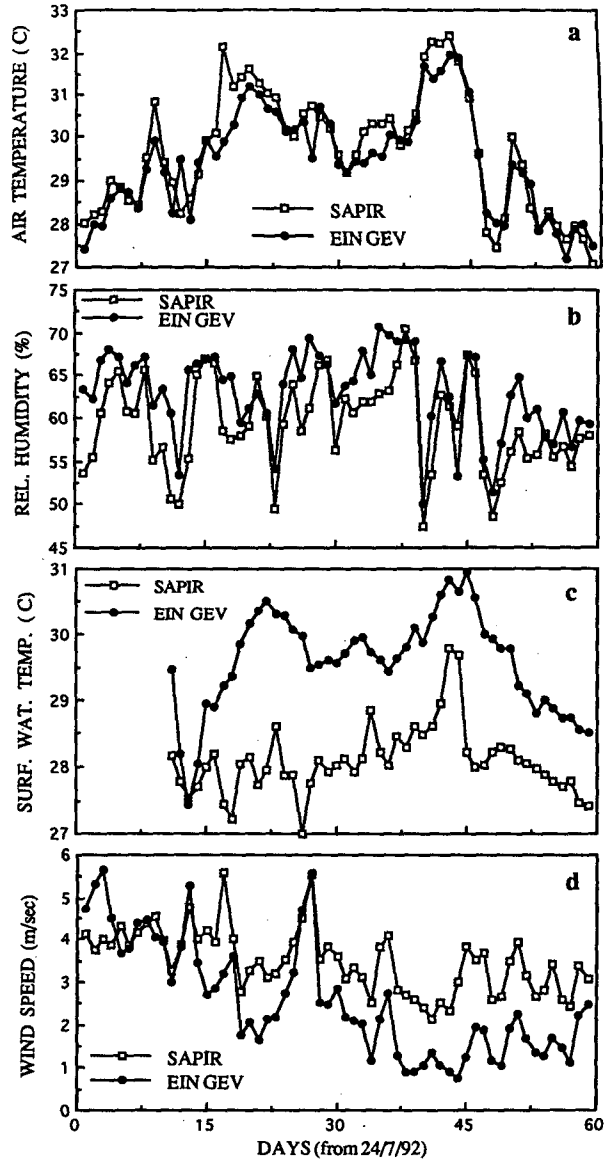 33
a
32
31
30
29
28
27
AIR TEMPERATURE (C)
SAPIR
EIN GEV
75
SAPIR
b
70
EIN GEV
65
60
55
50
45
REL. HUMIDITY (%)
31
SAPIR
c
EIN GEV
30
29
28
27
SURF. WAT. TEMP. (C)
6
d
5
4
3
2
1
0
WIND SPEED (m/sec)
SAPIR
EIN GEV
0 15 30 45 60
DAYS (from 24/7/92)